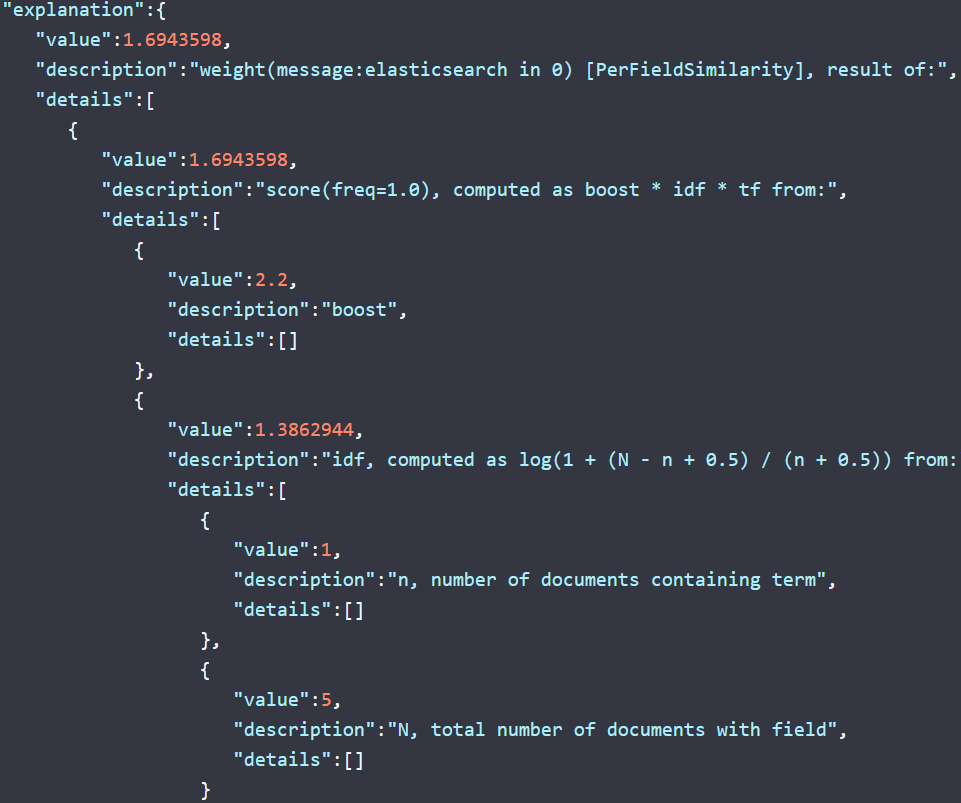 "explanation":{
"value":1.6943598,
"description":"weight(message:elasticsearch in 0) [PerFieldSimilarity], result of:",
"details":[
{
"value":1.6943598,
"description":"score(freq=1.0), computed as boost * idf * tf from:",
"details":[
{
"value":2.2,
"description":"boost",
"details":[]
},
{
"value":1.3862944,
"description":"idf, computed as log(1 + (N - n + 0.5) / (n + 0.5)) from:
"details":[
{
"value":1,
"description":"n, number of documents containing term",
"details":[]
},
{
"value":5,
"description":"N, total number of documents with field",
"details":[]
}